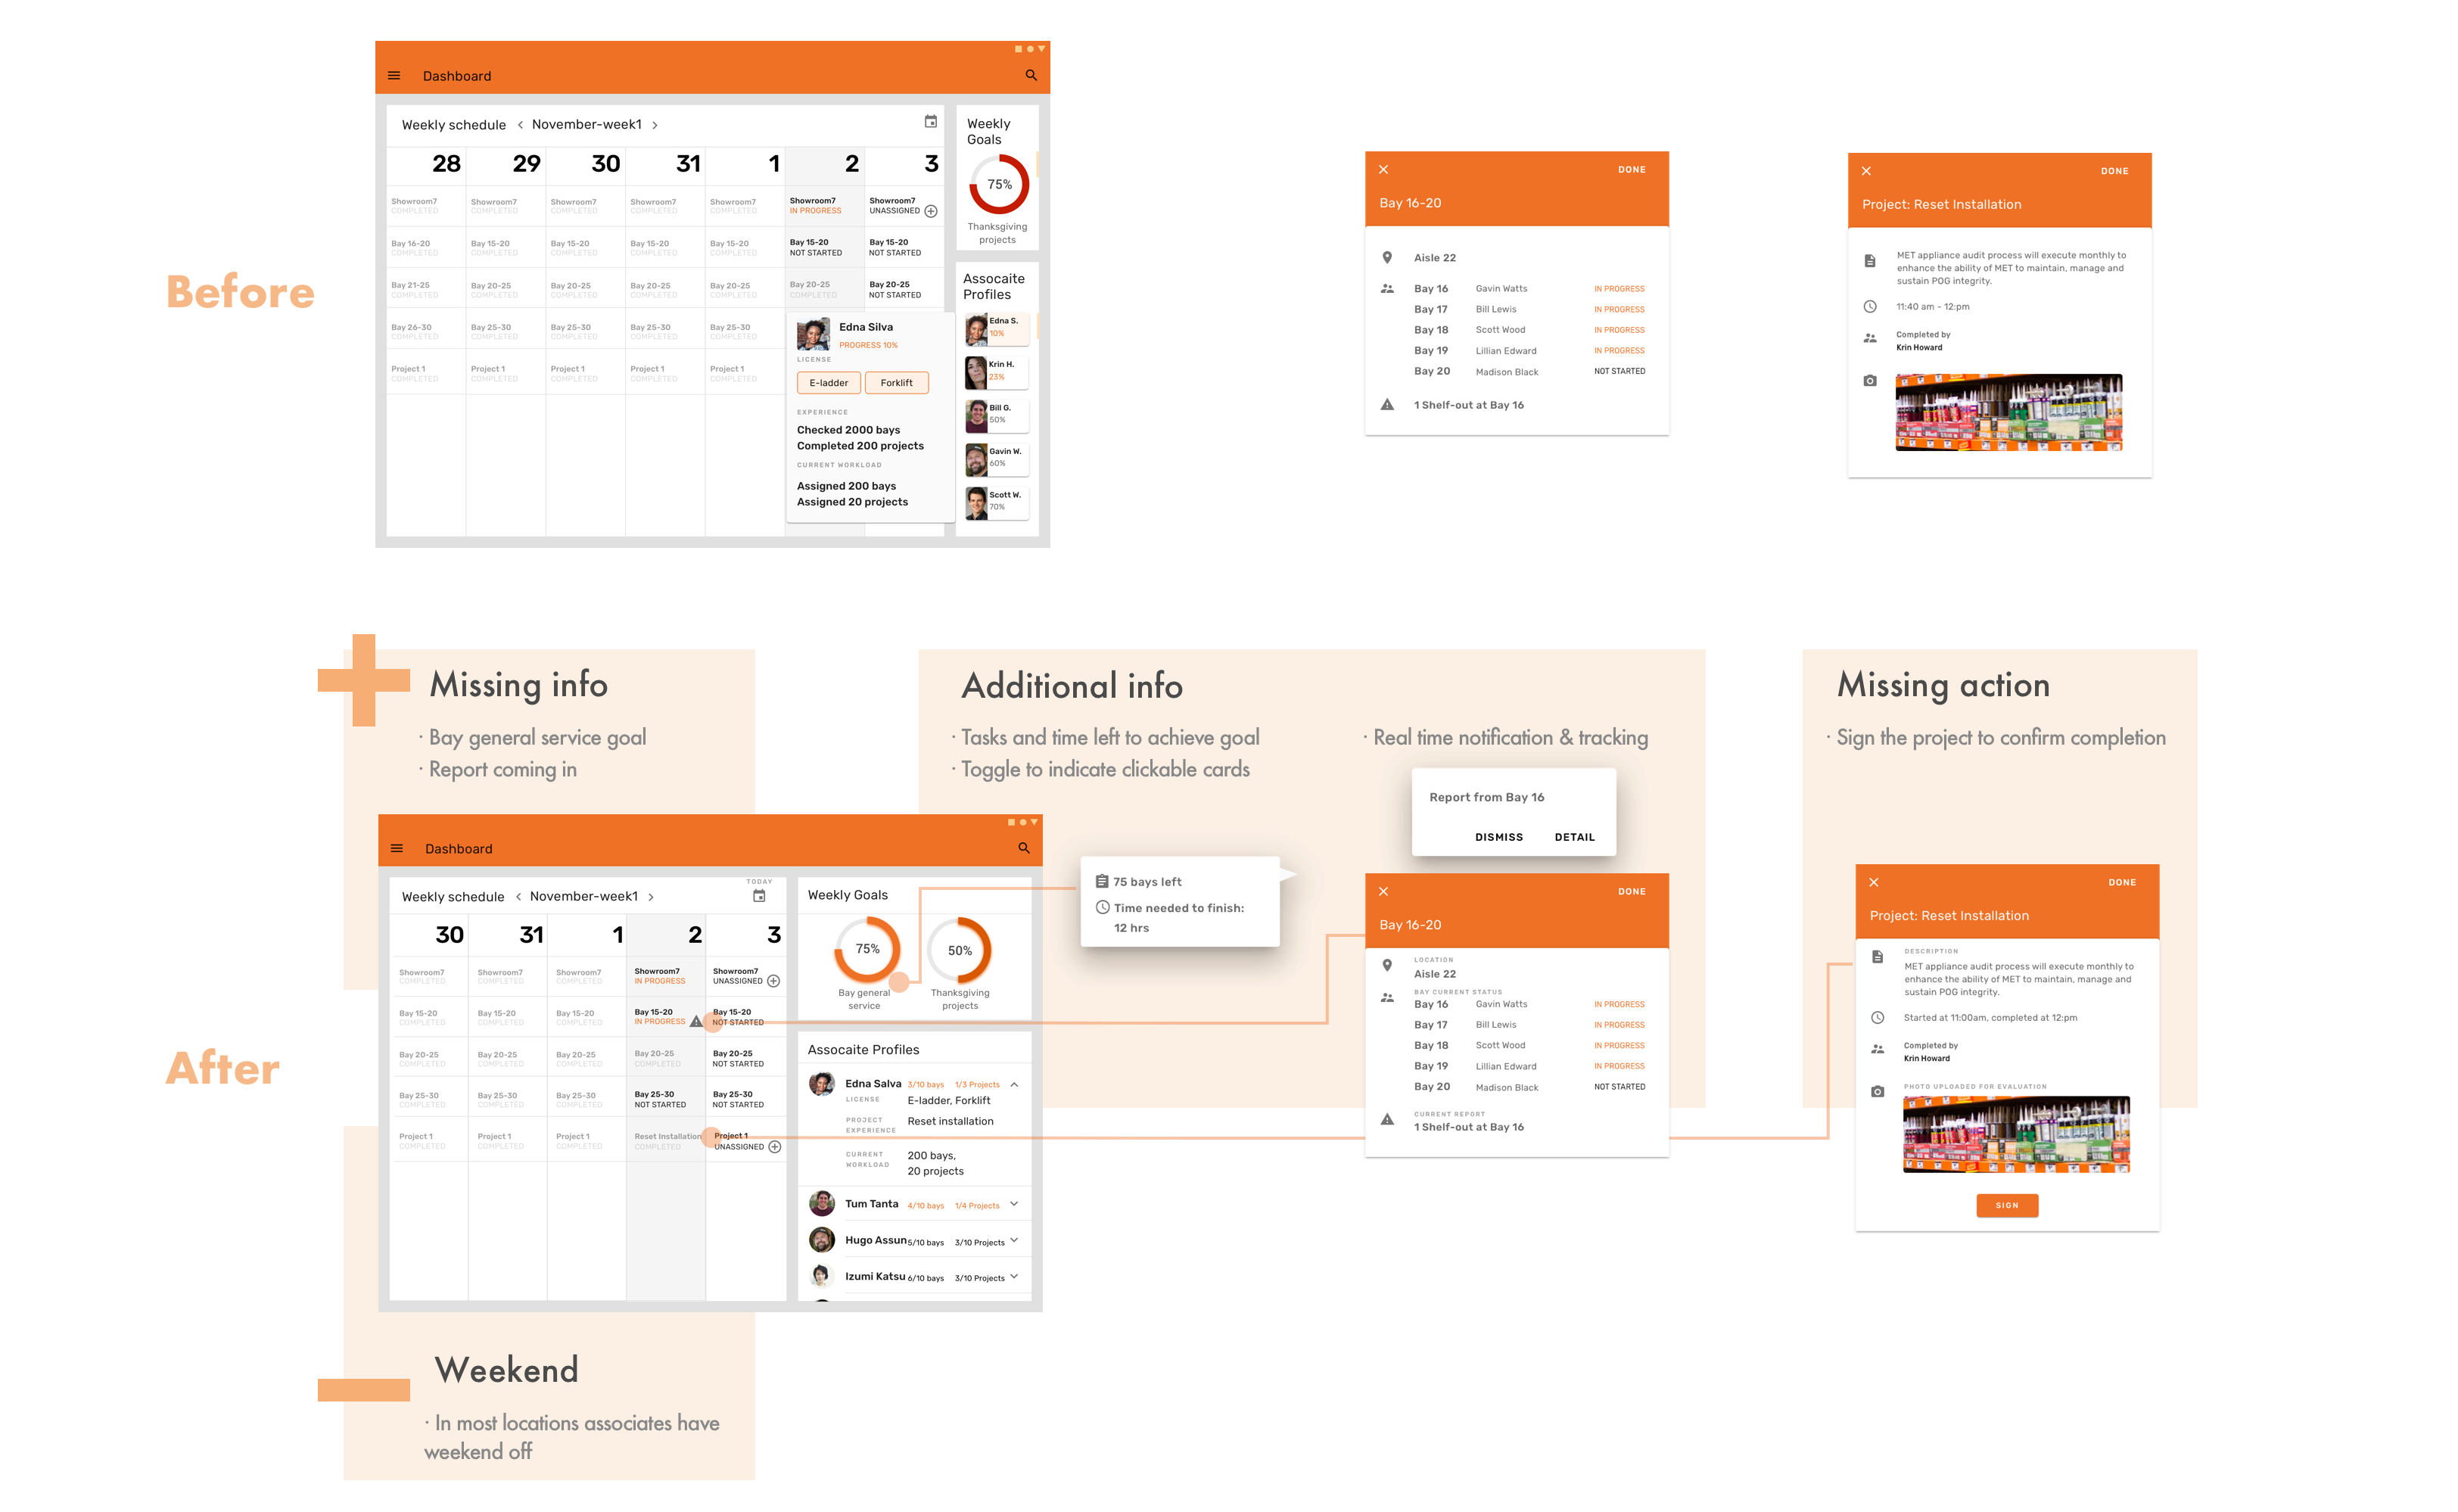 Before
Dashboard
Weekly schedule < November-week1 >
28 29 30 31 1 2 3
Showroom7 Showroom7 Showroom7 Showroom7 Showroom7 Showroom7 Showroom7
COMPLETED COMPLETED COMPLETED COMPLETED COMPLETED IN PROGRESS UNASSIGNED
Bay 16-20 Bay 15-20 Bay 15-20 Bay 15-20 Bay 15-20 Bay 15-20 Bay 15-20
COMPLETED COMPLETED COMPLETED COMPLETED COMPLETED NOT STARTED NOT STARTED
Bay 21-25 Bay 20-25 Bay 20-25 Bay 20-25 Bay 20-25 Bay 20-25 Bay 20-25
COMPLETED COMPLETED COMPLETED COMPLETED COMPLETED COMPLETED NOT STARTED
Bay 26-30 Bay 25-30 Bay 25-30 Bay 25-30 Bay 25-30
COMPLETED COMPLETED COMPLETED COMPLETED COMPLETED
Project 1 Project 1 Project 1 Project 1 Project 1
COMPLETED COMPLETED COMPLETED COMPLETED COMPLETED
Edna Silva
PROGRESS 10%
LICENSE
E-ladder Forklift
EXPERIENCE
Checked 2000 bays
Completed 200 projects
CURRENT WORKLOAD
Assigned 200 bays
Assigned 20 projects
Weekly
Goals
75%
Thanksgiving
projects
Assocaite
Profiles
Edna S.
10%
Krin H.
23%
Bill G.
50%
Gavin W.
60%
Scott W.
70%
DONE
Bay 16-20
Aisle 22
Bay 16 Gavin Watts IN PROGRESS
Bay 17 Bill Lewis IN PROGRESS
Bay 18 Scott Wood IN PROGRESS
Bay 19 Lillian Edward IN PROGRESS
Bay 20 Madison Black NOT STARTED
1 Shelf-out at Bay 16
DONE
Project: Reset Installation
MET appliance audit process will execute monthly to
enhance the ability of MET to maintain, manage and
sustain POG integrity.
11:40 am - 12:pm
Completed by
Krin Howard
After
Missing info
· Bay general service goal
· Report coming in
Additional info
· Tasks and time left to achieve goal
· Toggle to indicate clickable cards
· Real time notification & tracking
Missing action
· Sign the project to confirm completion
Dashboard
Weekly schedule < November-week1 >
TODAY
30 31 1 2 3
Showroom7 Showroom7 Showroom7 Showroom7 Showroom7
COMPLETED COMPLETED COMPLETED IN PROGRESS UNASSIGNED
Bay 15-20 Bay 15-20 Bay 15-20 Bay 15-20 Bay 15-20
COMPLETED COMPLETED COMPLETED IN PROGRESS NOT STARTED
Bay 20-25 Bay 20-25 Bay 20-25 Bay 20-25 Bay 20-25
COMPLETED COMPLETED COMPLETED COMPLETED NOT STARTED
Bay 25-30 Bay 25-30 Bay 25-30 Bay 25-30 Bay 25-30
COMPLETED COMPLETED COMPLETED NOT STARTED NOT STARTED
Project 1 Project 1 Project 1 Reset Installation Project 1
COMPLETED COMPLETED COMPLETED COMPLETED UNASSIGNED
Weekly Goals
75% 50%
Bay general Thanksgiving
service projects
Assocaite Profiles
Edna Salva 3/10 bays 1/3 Projects
LICENSE E-ladder, Forklift
PROJECT
EXPERIENCE
Reset installation
CURRENT
WORKLOAD
200 bays,
20 projects
Tum Tanta 4/10 bays 1/4 Projects
Hugo Assun 5/10 bays 3/10 Projects
Izumi Katsu 6/10 bays 3/10 Projects
75 bays left
Time needed to finish:
12 hrs
Report from Bay 16
DISMISS DETAIL
DONE
Bay 16-20
LOCATION
Aisle 22
BAY CURRENT STATUS
Bay 16 Gavin Watts IN PROGRESS
Bay 17 Bill Lewis IN PROGRESS
Bay 18 Scott Wood IN PROGRESS
Bay 19 Lillian Edward IN PROGRESS
Bay 20 Madison Black NOT STARTED
CURRENT REPORT
1 Shelf-out at Bay 16
DONE
Project: Reset Installation
DESCRIPTION
MET appliance audit process will execute monthly to
enhance the ability of MET to maintain, manage and
sustain POG integrity.
Started at 11:00am, completed at 12:pm
Completed by
Krin Howard
PHOTO UPLOADED FOR EVALUATION
SIGN
Weekend
· In most locations associates have
weekend off